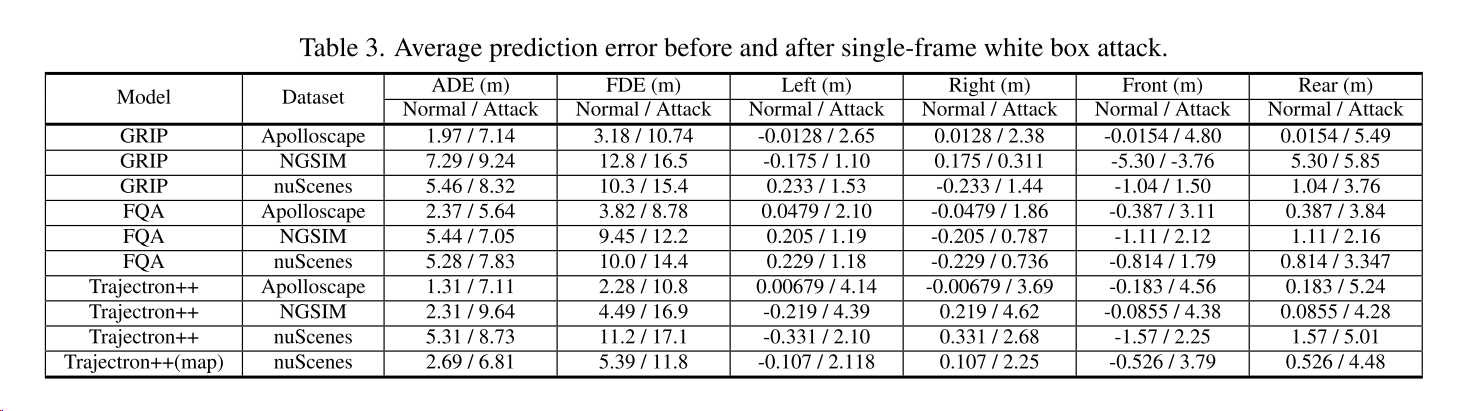 Table 3. Average prediction error before and after single-frame white box attack.
Model Dataset ADE (m) FDE (m) Left (m) Right (m) Front (m) Rear (m)
Normal / Attack Normal / Attack Normal / Attack Normal / Attack Normal / Attack Normal / Attack
GRIP Apolloscape 1.97 / 7.14 3.18 / 10.74 -0.0128 / 2.65 0.0128 / 2.38 -0.0154 / 4.80 0.0154 / 5.49
GRIP NGSIM 7.29 / 9.24 12.8 / 16.5 -0.175 / 1.10 0.175 / 0.311 -5.30 / -3.76 5.30 / 5.85
GRIP nuScenes 5.46 / 8.32 10.3 / 15.4 0.233 / 1.53 -0.233 / 1.44 -1.04 / 1.50 1.04 / 3.76
FQA Apolloscape 2.37 / 5.64 3.82 / 8.78 0.0479 / 2.10 -0.0479 / 1.86 -0.387 / 3.11 0.387 / 3.84
FQA NGSIM 5.44 / 7.05 9.45 / 12.2 0.205 / 1.19 -0.205 / 0.787 -1.11 / 2.12 1.11 / 2.16
FQA nuScenes 5.28 / 7.83 10.0 / 14.4 0.229 / 1.18 -0.229 / 0.736 -0.814 / 1.79 0.814 / 3.347
Trajectron++ Apolloscape 1.31 / 7.11 2.28 / 10.8 0.00679 / 4.14 -0.00679 / 3.69 -0.183 / 4.56 0.183 / 5.24
Trajectron++ NGSIM 2.31 / 9.64 4.49 / 16.9 -0.219 / 4.39 0.219 / 4.62 -0.0855 / 4.38 0.0855 / 4.28
Trajectron++ nuScenes 5.31 / 8.73 11.2 / 17.1 -0.331 / 2.10 0.331 / 2.68 -1.57 / 2.25 1.57 / 5.01
Trajectron++(map) nuScenes 2.69 / 6.81 5.39 / 11.8 -0.107 / 2.118 0.107 / 2.25 -0.526 / 3.79 0.526 / 4.48